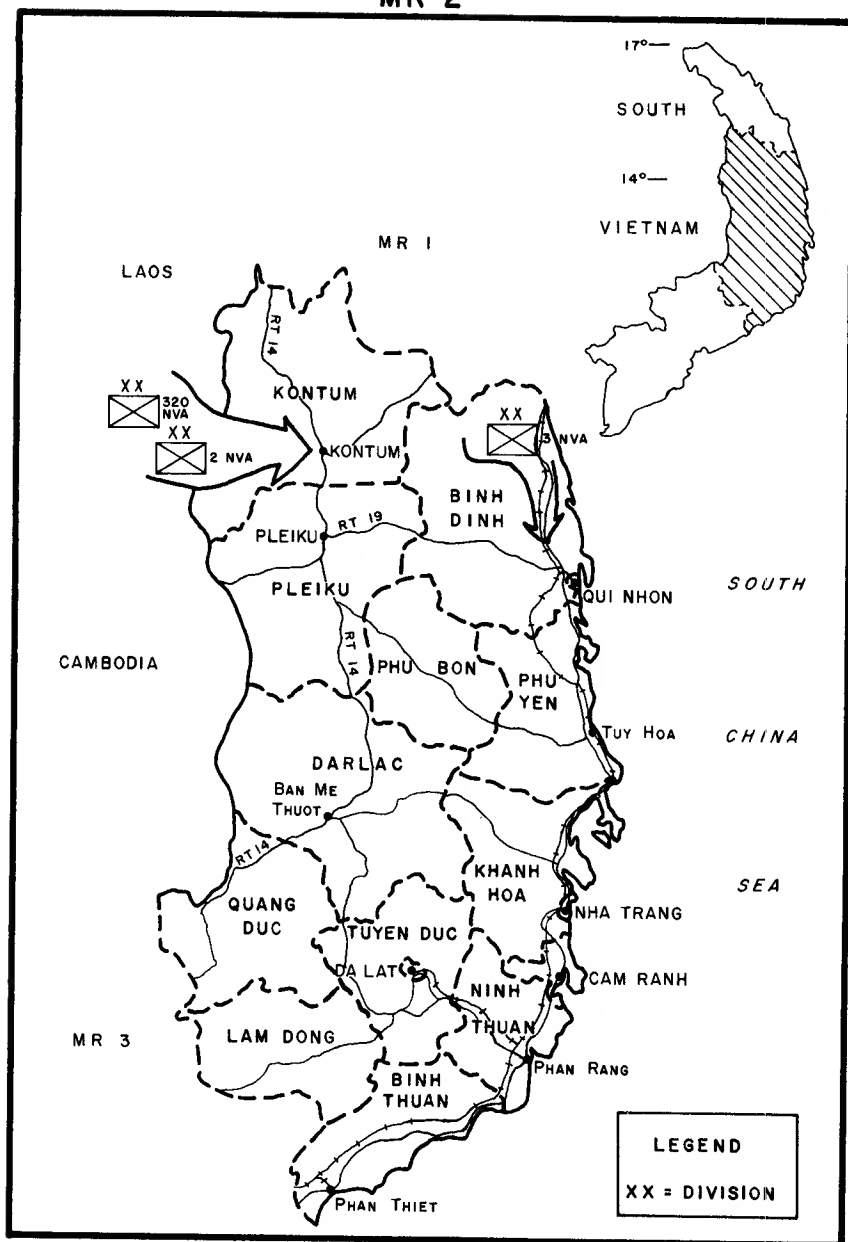 MR 2
17°
SOUTH
14°
VIETNAM
MR 1
LAOS
RT 14
KONTUM
XX
320
NVA
XX
2 NVA
KONTUM
XX
3 NVA
BINH
DINH
RT 19
PLEIKU
PLEIKU
QUI NHON
SOUTH
CAMBODIA
RT 14
PHU BON
PHU
YEN
TUY HOA
CHINA
DARLAC
BAN ME
THUOT
RT 14
KHANH
HOA
SEA
QUANG
DUC
NHA TRANG
TUYEN DUC
DA LAT
CAM RANH
NINH
THUAN
MR 3
LAM DONG
PHAN RANG
BINH
THUAN
LEGEND
XX = DIVISION
PHAN THIET